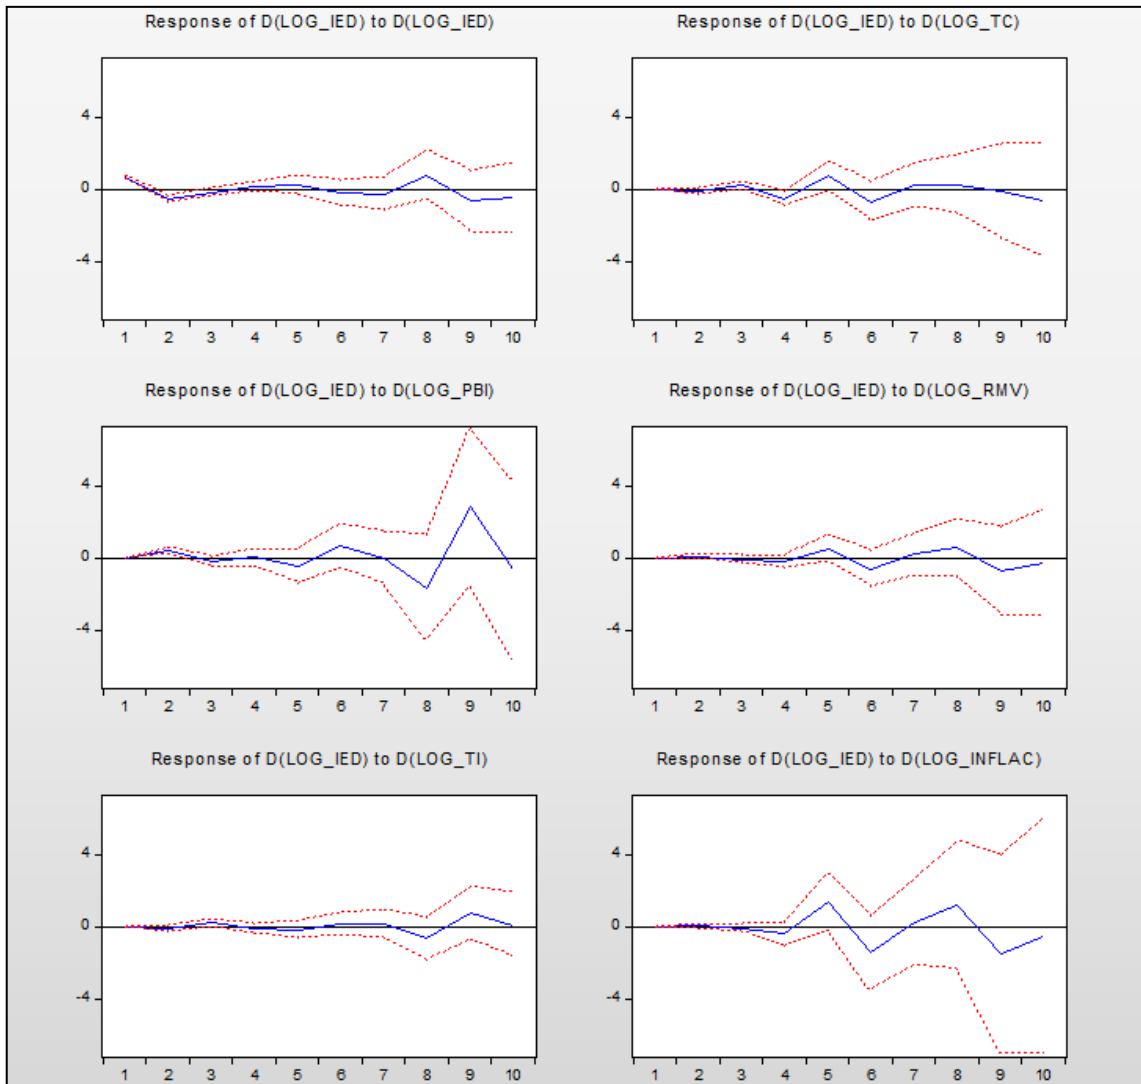 Response of D(LOG_IED) to D(LOG_IED)
4
0
-4
1 2 3 4 5 6 7 8 9 10
Response of D(LOG_IED) to D(LOG_TC)
4
0
-4
1 2 3 4 5 6 7 8 9 10
Response of D(LOG_IED) to D(LOG_PBI)
4
0
-4
1 2 3 4 5 6 7 8 9 10
Response of D(LOG_IED) to D(LOG_RMV)
4
0
-4
1 2 3 4 5 6 7 8 9 10
Response of D(LOG_IED) to D(LOG_TI)
4
0
-4
1 2 3 4 5 6 7 8 9 10
Response of D(LOG_IED) to D(LOG_INFLAC)
4
0
-4
1 2 3 4 5 6 7 8 9 10